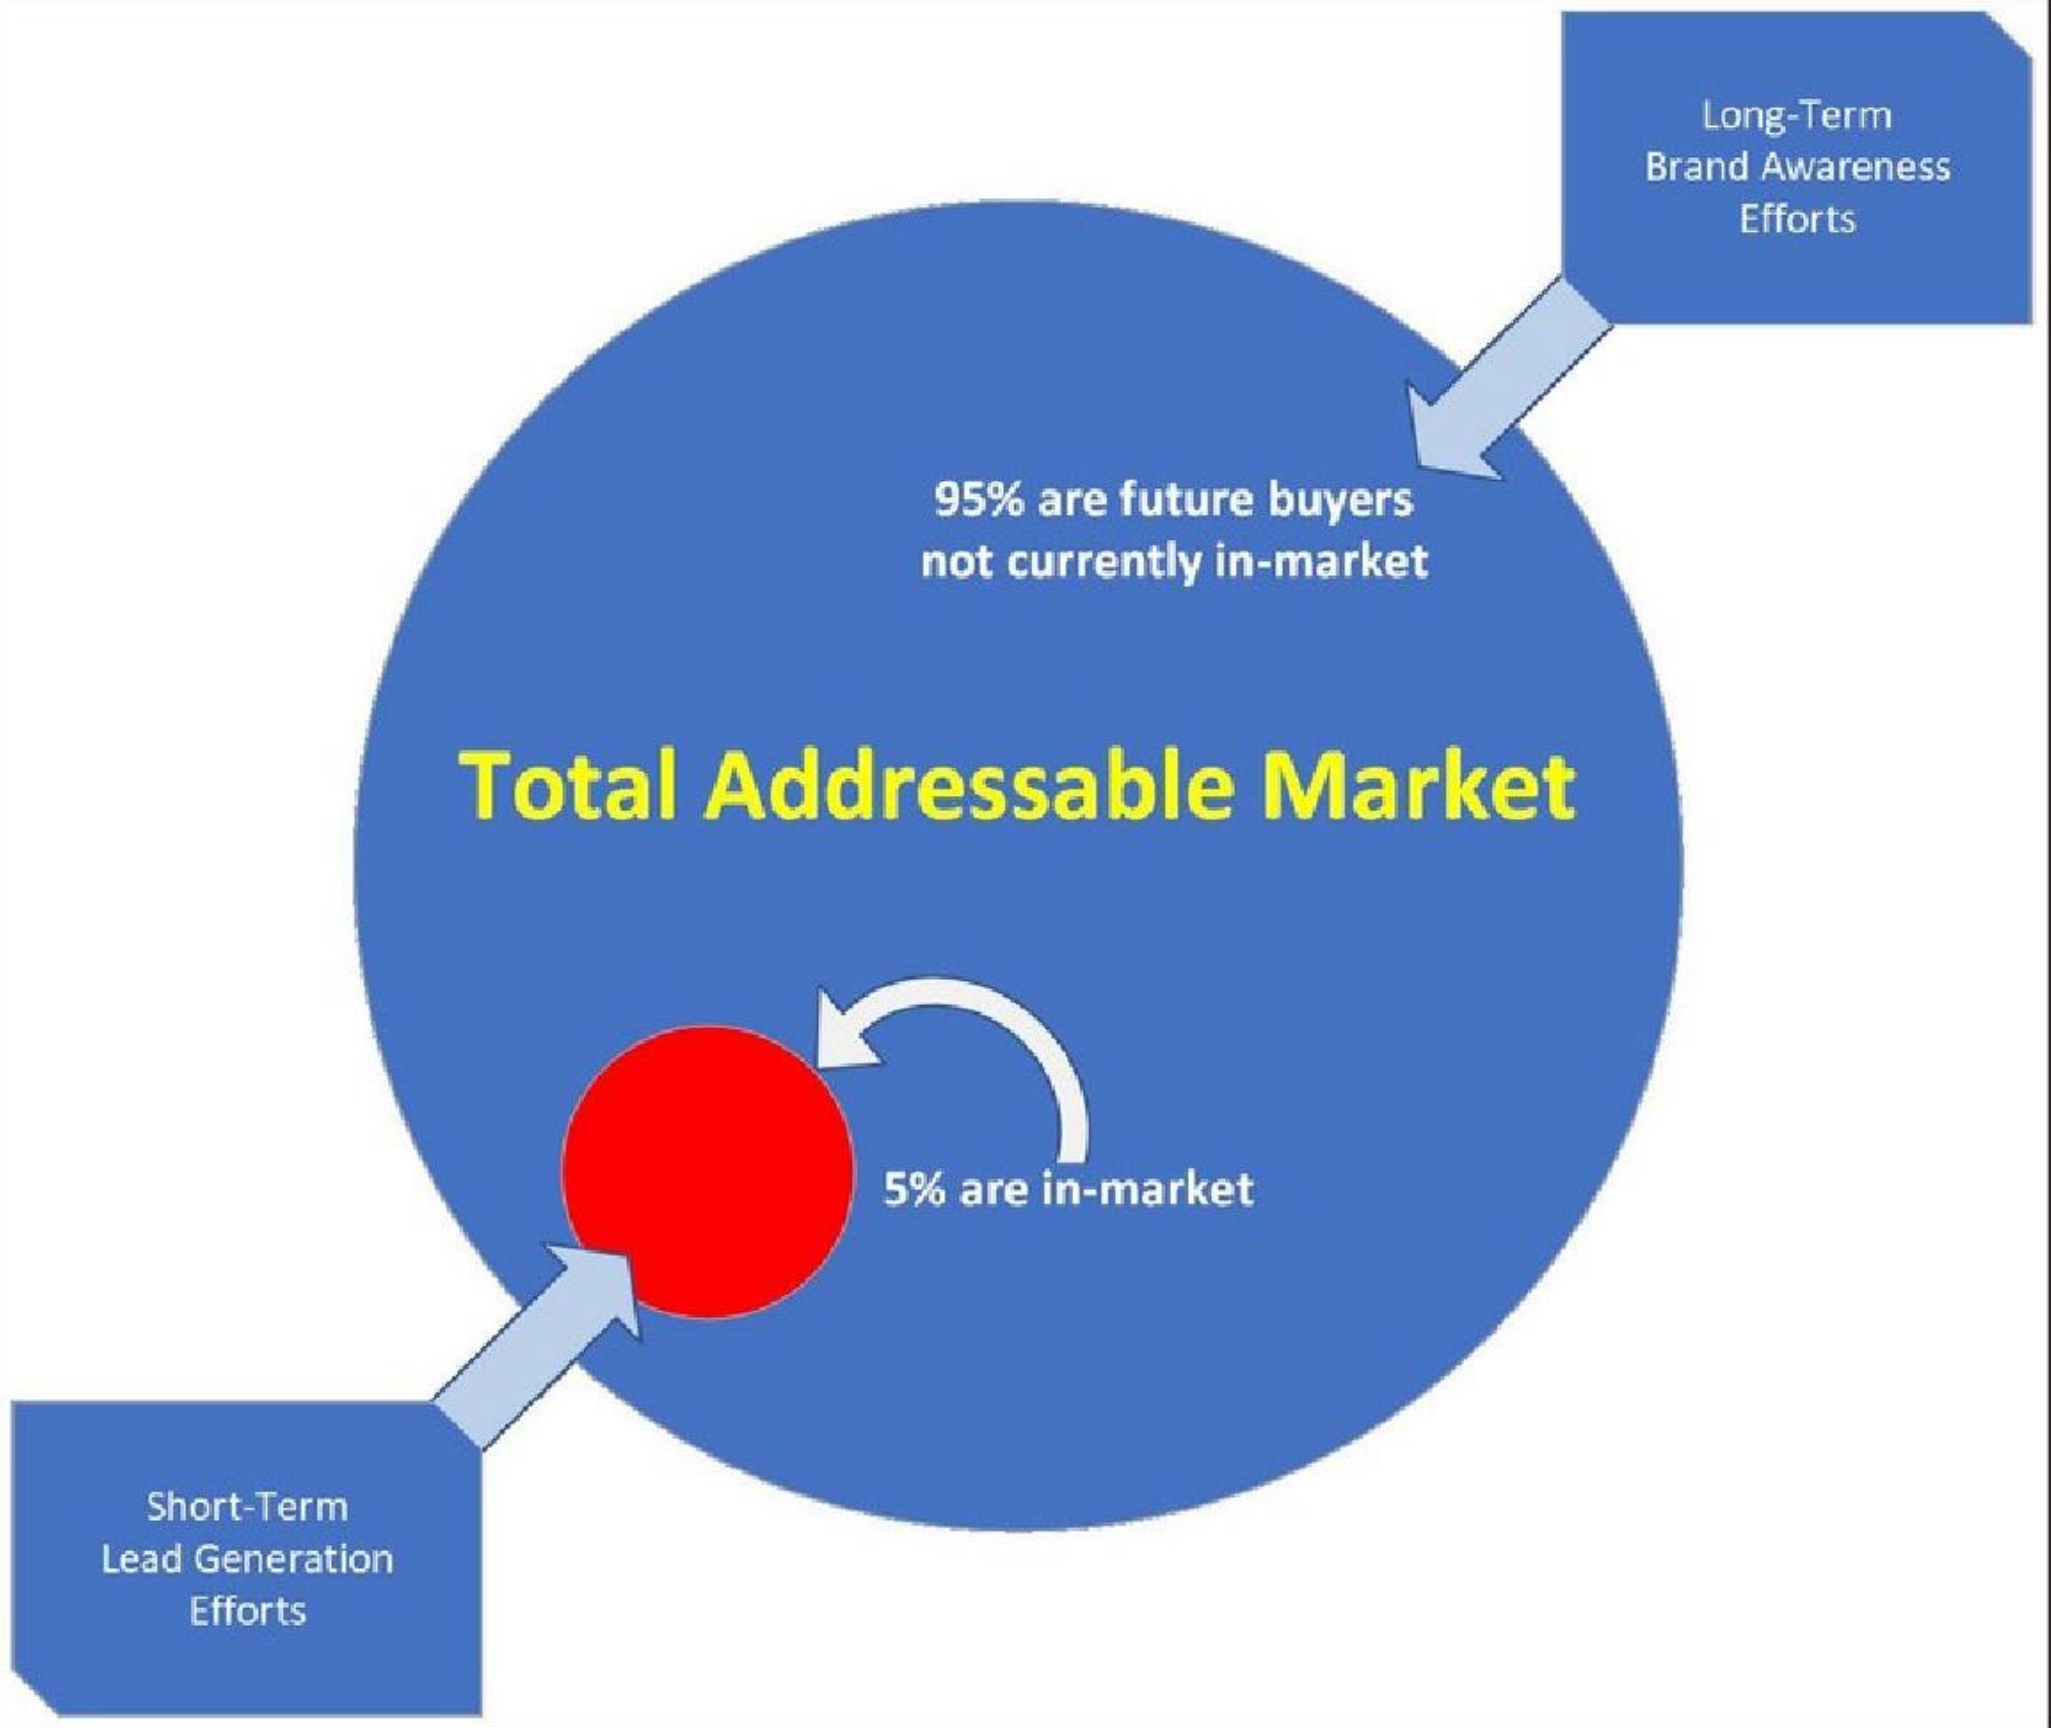 Long-Term
Brand Awareness
Efforts
95% are future buyers
not currently in-market
Total Addressable Market
5% are in-market
Short-Term
Lead Generation
Efforts